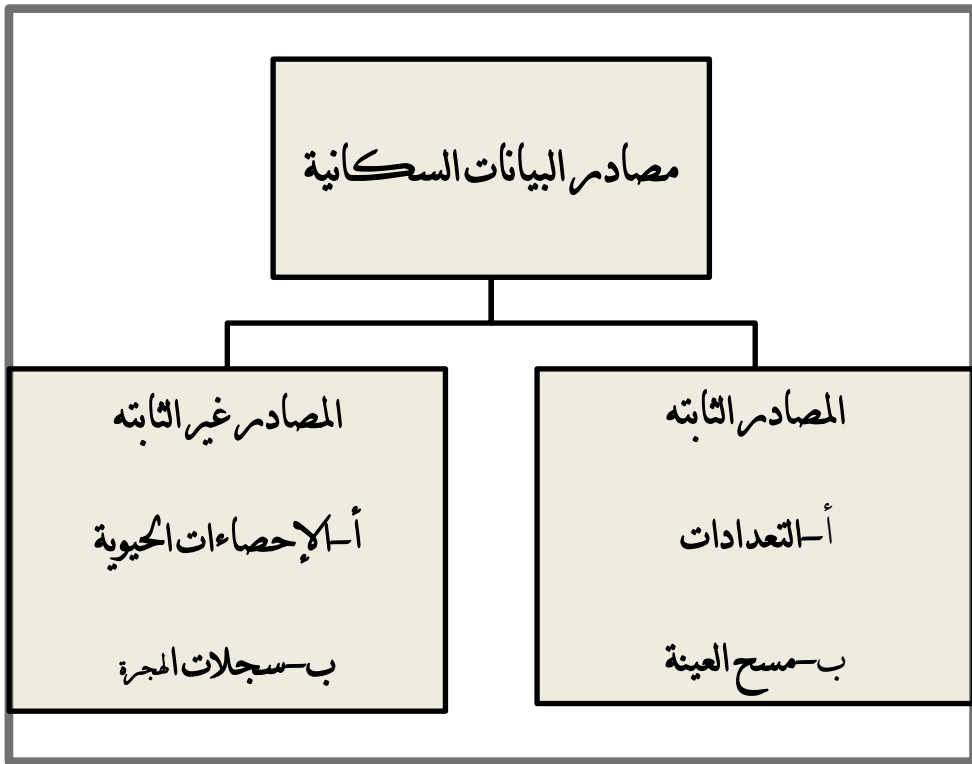 مصادر البيانات السكانية
المصادر الثابته
أ-التعدادات
ب-مسح العينة
المصادر غير الثابته
أ-الإحصاءات الحيوية
ب-سجلات الهجرة